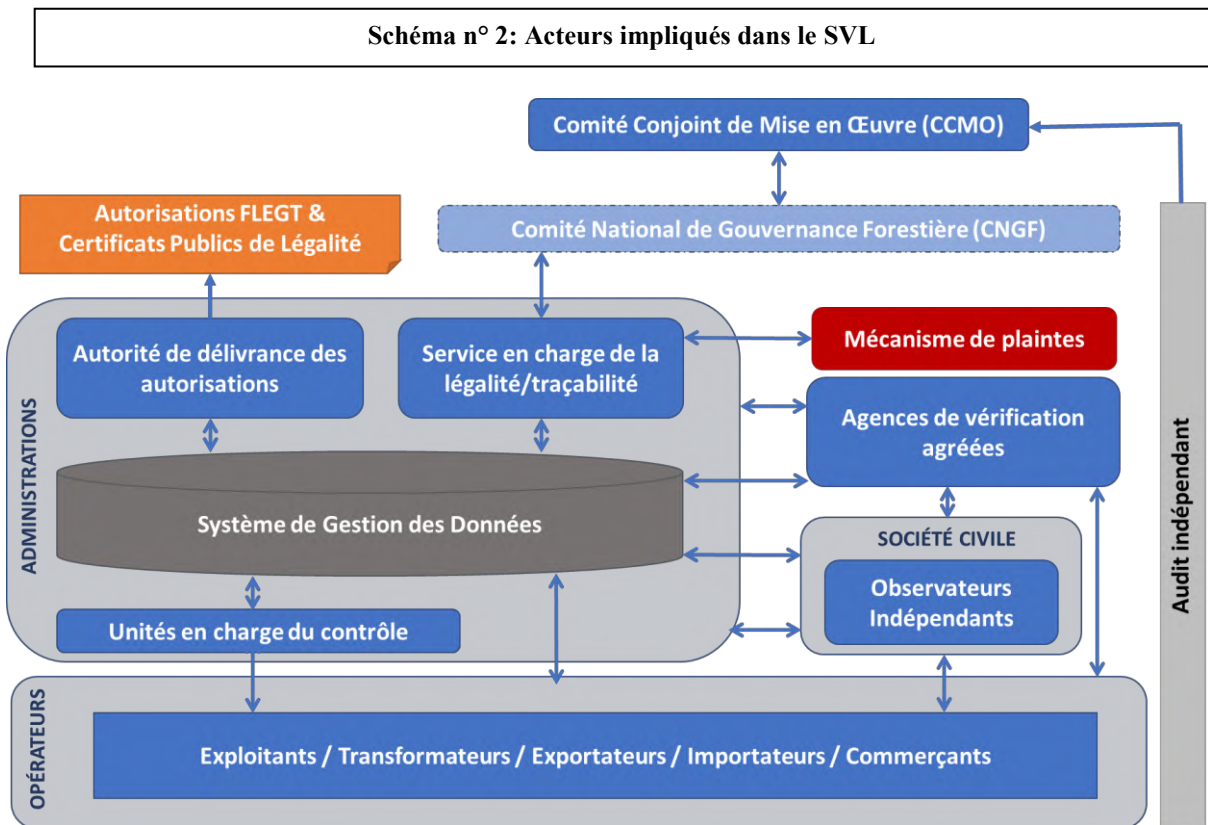 Schéma n° 2: Acteurs impliqués dans le SVL
Comité Conjoint de Mise en Œuvre (CCMO)
Autorisations FLEGT &
Certificats Publics de Légalité
Comité National de Gouvernance Forestière (CNGF)
ADMINISTRATIONS
Autorité de délivrance des
autorisations
Service en charge de la
légalité/traçabilité
Mécanisme de plaintes
Agences de vérification
agréées
Système de Gestion des Données
SOCIÉTÉ CIVILE
Observateurs
Indépendants
Unités en charge du contrôle
Audit indépendant
OPÉRATEURS
Exploitants / Transformateurs / Exportateurs / Importateurs / Commerçants